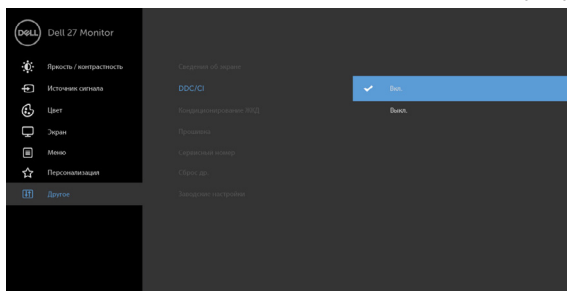 DELL
Dell 27 Monitor
Яркость / контрастность
Источник сигнала
Цвет
Экран
Меню
Персонализация
Другое
Сведения об экране
DDC/CI
Кондиционирование ЖКД
Прошивка
Сервисный номер
Сброс др.
Заводские настройки
Вкл.
Выкл.